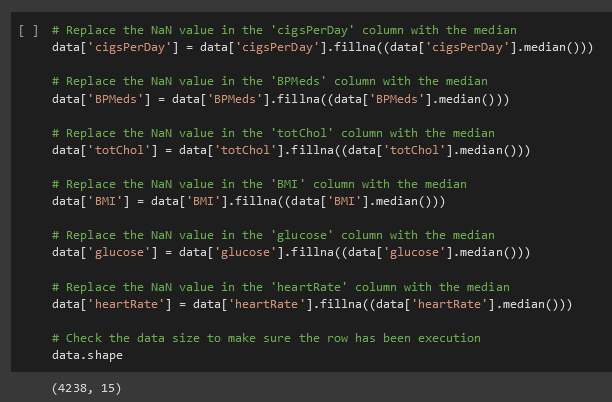 [ ] # Replace the NaN value in the 'cigsPerDay' column with the median
data['cigsPerDay'] = data['cigsPerDay'].fillna((data['cigsPerDay'].median()))
# Replace the NaN value in the 'BPMeds' column with the median
data['BPMeds'] = data['BPMeds'].fillna((data['BPMeds'].median()))
# Replace the NaN value in the 'totChol' column with the median
data['totChol'] = data['totChol'].fillna((data['totChol'].median()))
# Replace the NaN value in the 'BMI' column with the median
data['BMI'] = data['BMI'].fillna((data['BMI'].median()))
# Replace the NaN value in the 'glucose' column with the median
data['glucose'] = data['glucose'].fillna((data['glucose'].median()))
# Replace the NaN value in the 'heartRate' column with the median
data['heartRate'] = data['heartRate'].fillna((data['heartRate'].median()))
# Check the data size to make sure the row has been execution
data.shape
(4238, 15)